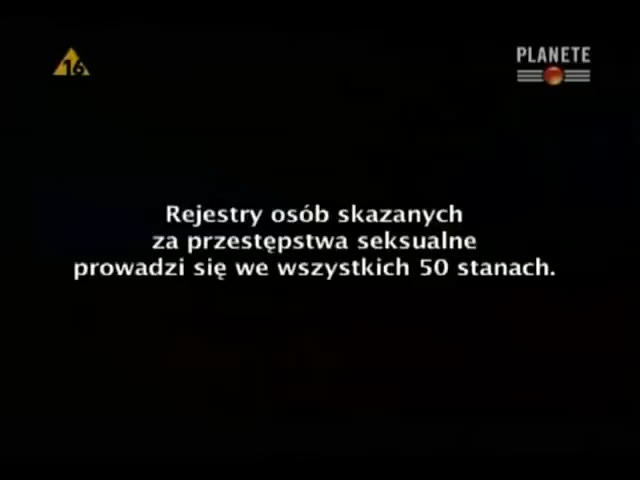 16
PLANETE
Rejestry osób skazanych
za przestępstwa seksualne
prowadzi się we wszystkich 50 stanach.